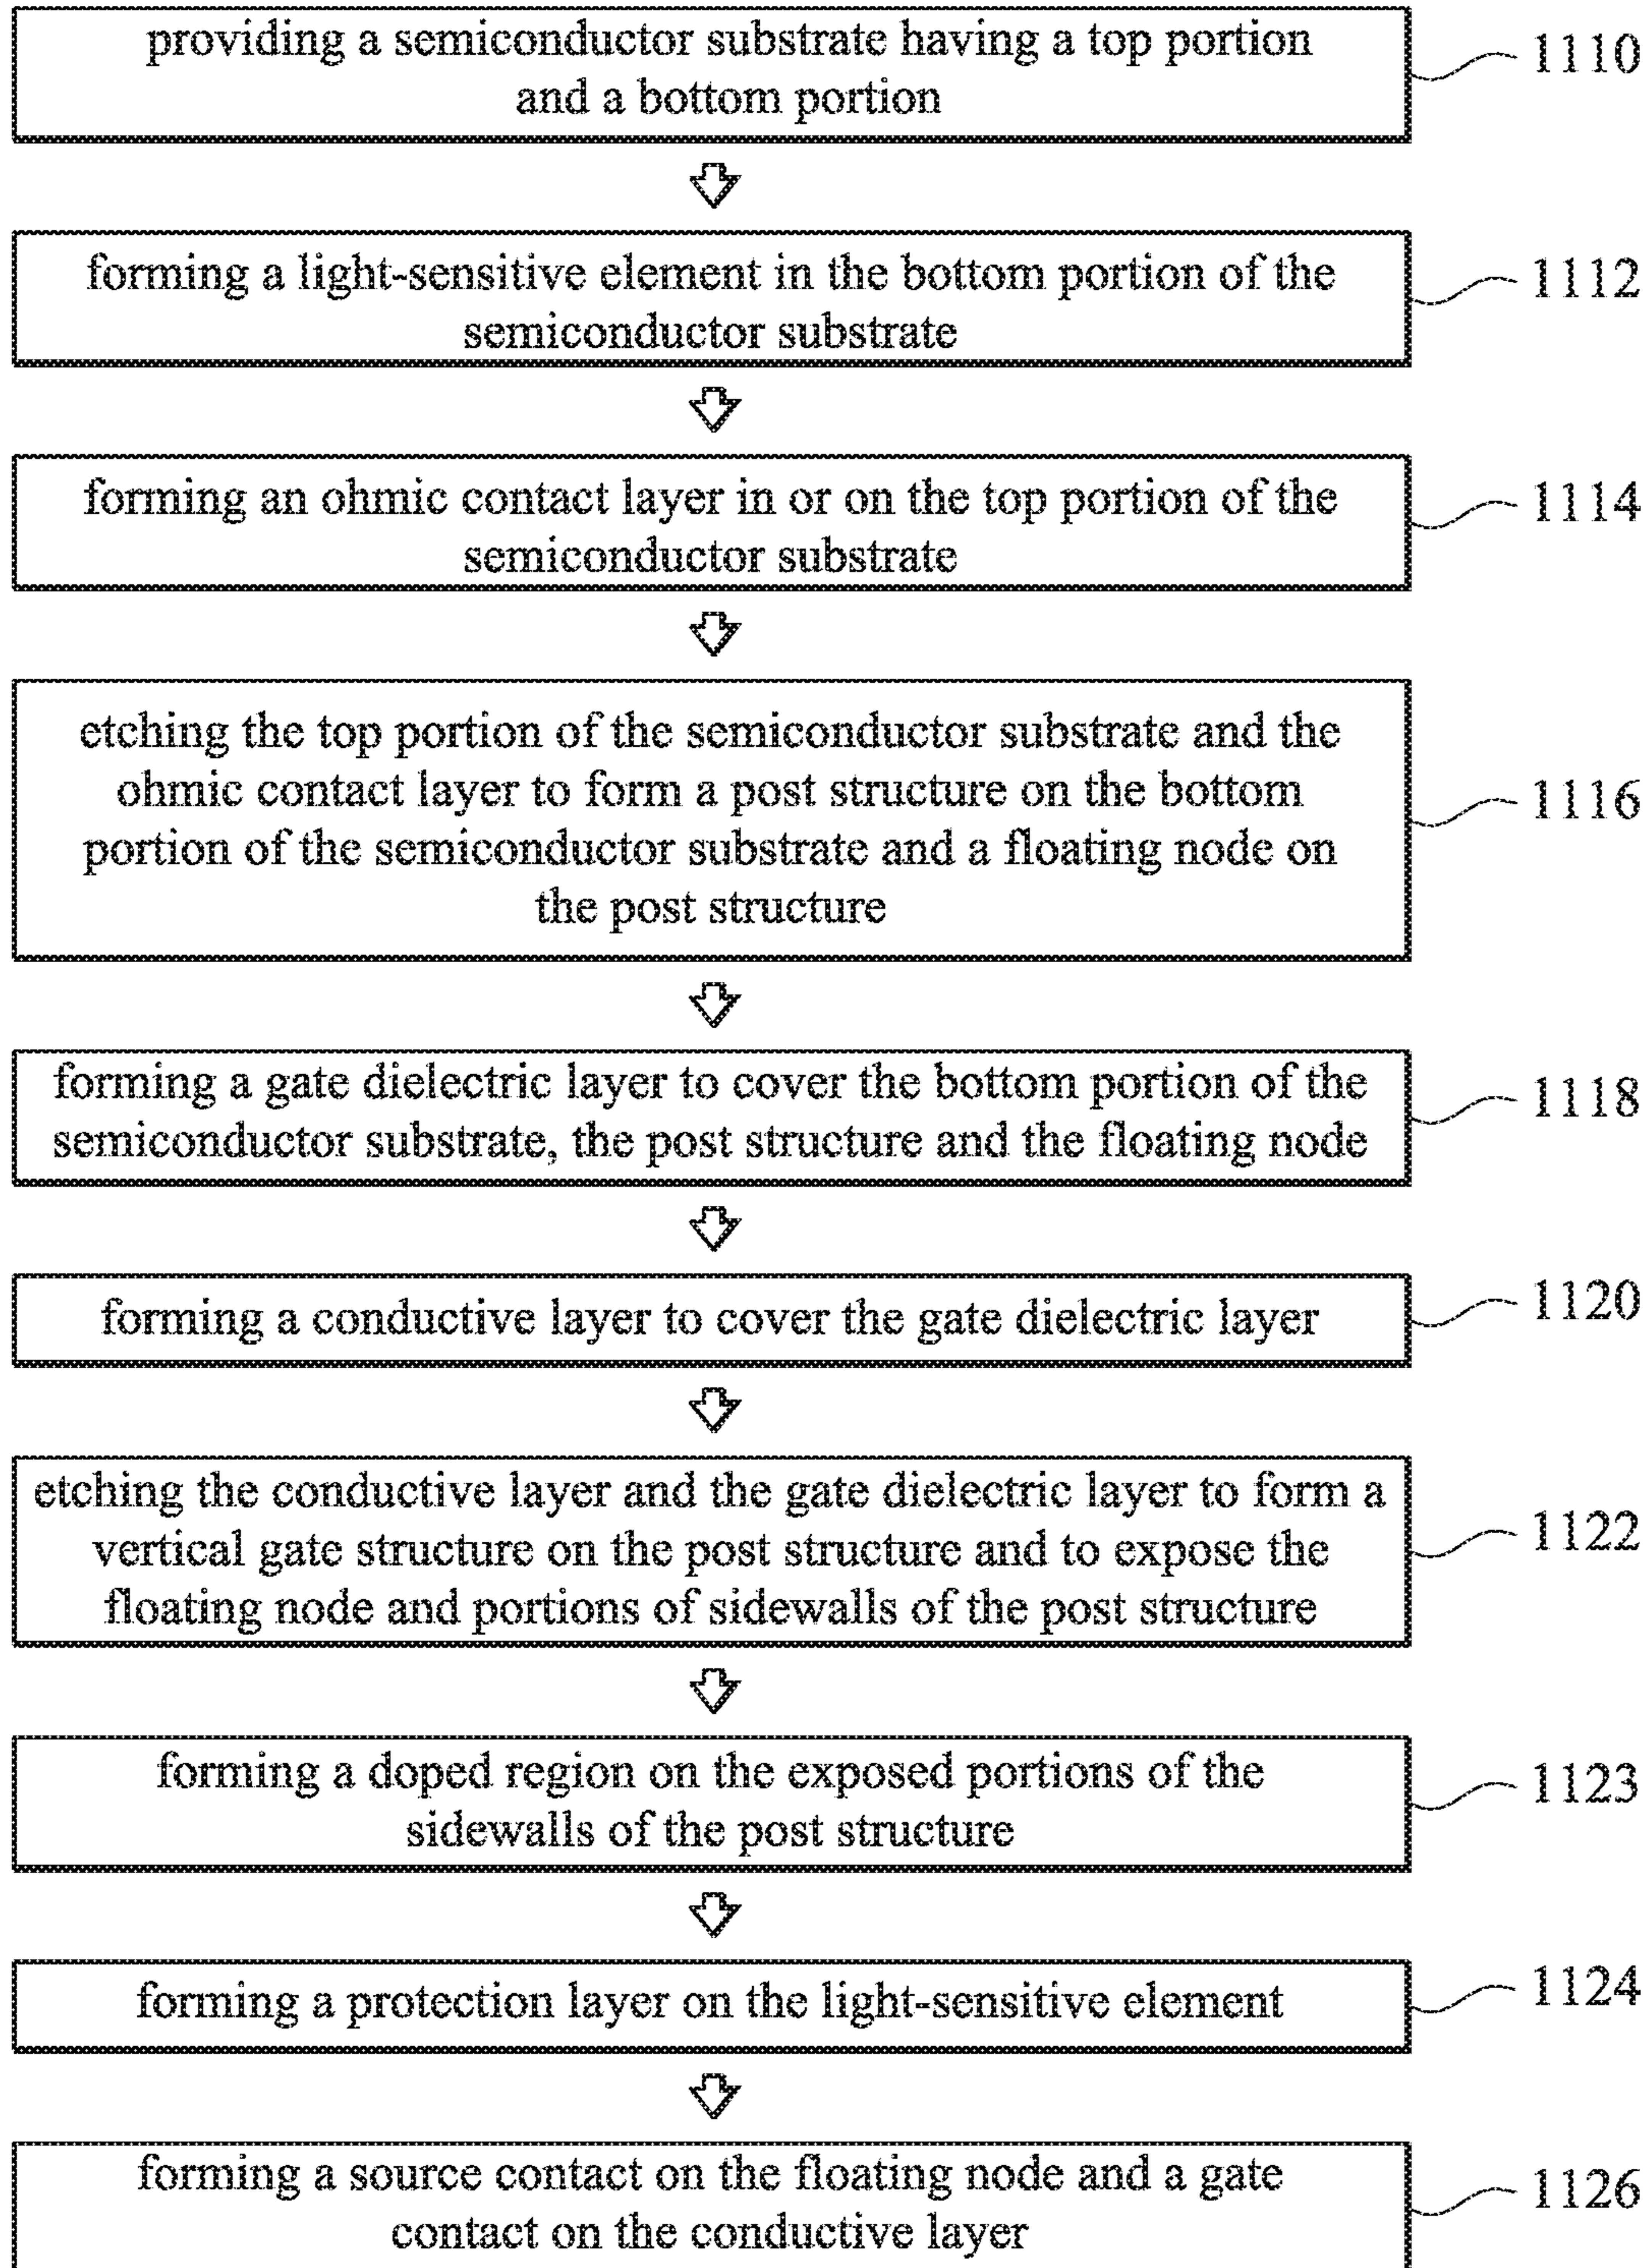 providing a semiconductor substrate having a top portion
and a bottom portion
1110
forming a light-sensitive element in the bottom portion of the
semiconductor substrate
1112
forming an ohmic contact layer in or on the top portion of the
semiconductor substrate
1114
etching the top portion of the semiconductor substrate and the
ohmic contact layer to form a post structure on the bottom
portion of the semiconductor substrate and a floating node on
the post structure
1116
forming a gate dielectric layer to cover the bottom portion of the
semiconductor substrate, the post structure and the floating node
1118
forming a conductive layer to cover the gate dielectric layer
1120
etching the conductive layer and the gate dielectric layer to form a
vertical gate structure on the post structure and to expose the
floating node and portions of sidewalls of the post structure
1122
forming a doped region on the exposed portions of the
sidewalls of the post structure
1123
forming a protection layer on the light-sensitive element
1124
forming a source contact on the floating node and a gate
contact on the conductive layer
1126